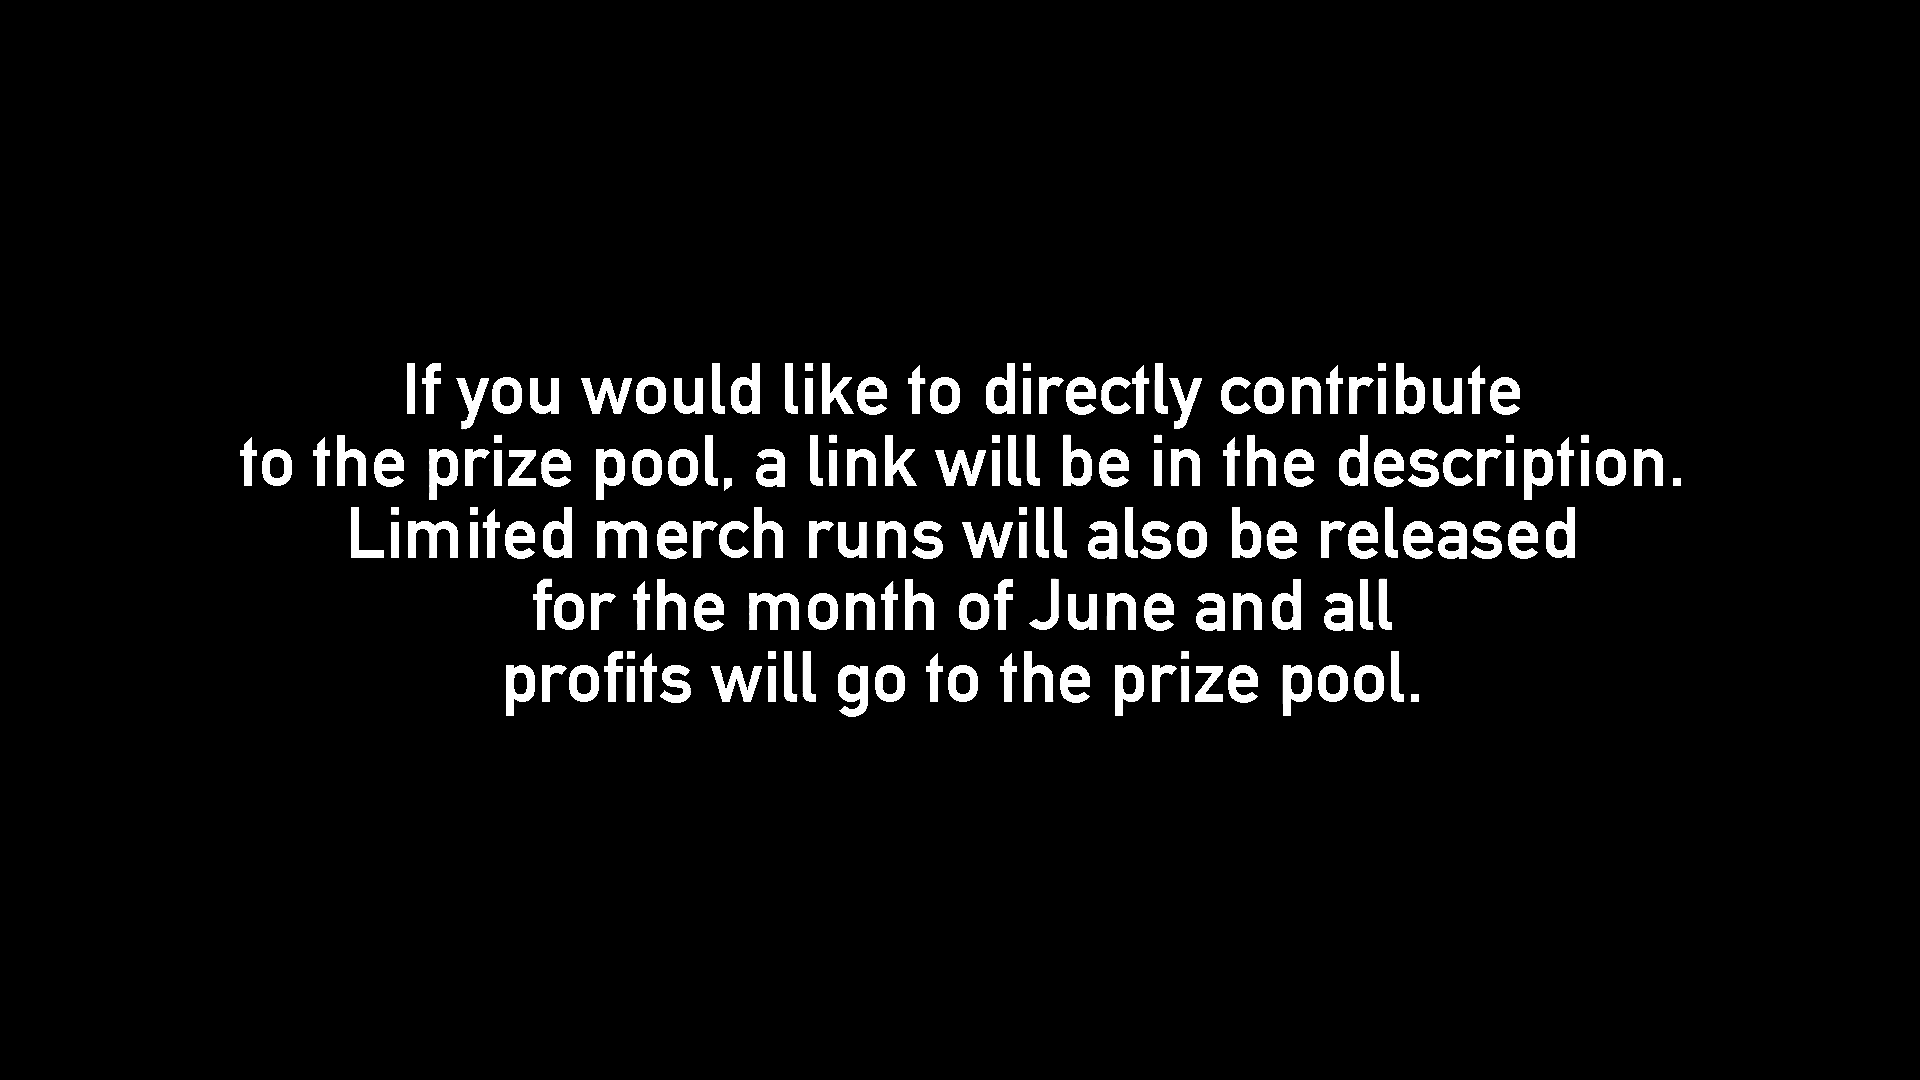 If you would like to directly contribute
to the prize pool, a link will be in the description.
Limited merch runs will also be released
for the month of June and all
profits will go to the prize pool.